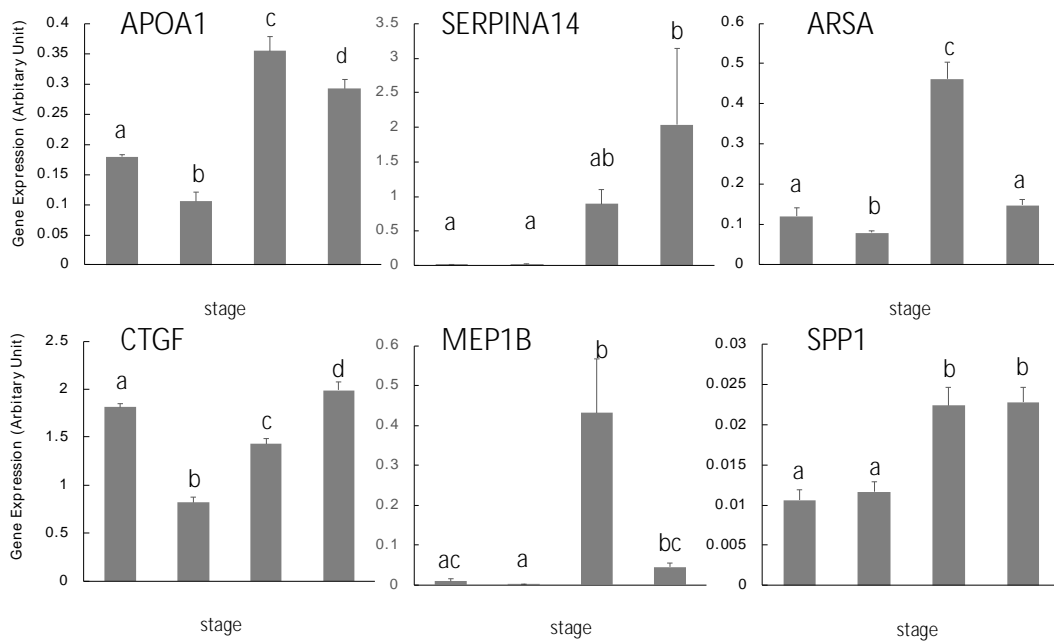 APOA1
SERPINA14
ARSA
Gene Expression (Arbitary Unit)
0.45
0.4
0.35
0.3
0.25
0.2
0.15
0.1
0.05
0
a
b
c
d
3.5
3
2.5
2
1.5
1
0.5
0
a
a
ab
b
0.6
0.5
0.4
0.3
0.2
0.1
0
a
b
c
a
stage
CTGF
MEP1B
SPP1
Gene Expression (Arbitrary Unit)
2.5
2
1.5
1
0.5
0
a
b
c
d
0.6
0.5
0.4
0.3
0.2
0.1
0
ac
a
b
bc
0.03
0.025
0.02
0.015
0.01
0.005
0
a
a
b
b
stage
stage
stage